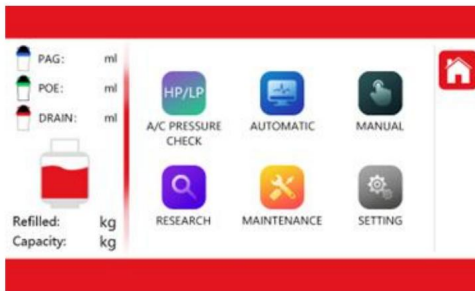 PAG: ml
POE: ml
DRAIN: ml
Refilled: kg
Capacity: kg
HP/LP
A/C PRESSURE
CHECK
AUTOMATIC
MANUAL
RESEARCH
MAINTENANCE
SETTING